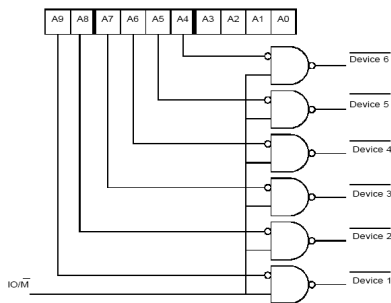 A9 A8 A7 A6 A5 A4 A3 A2 A1 A0
Device 6
Device 5
Device 4
Device 3
Device 2
Device 1
IO/M̅